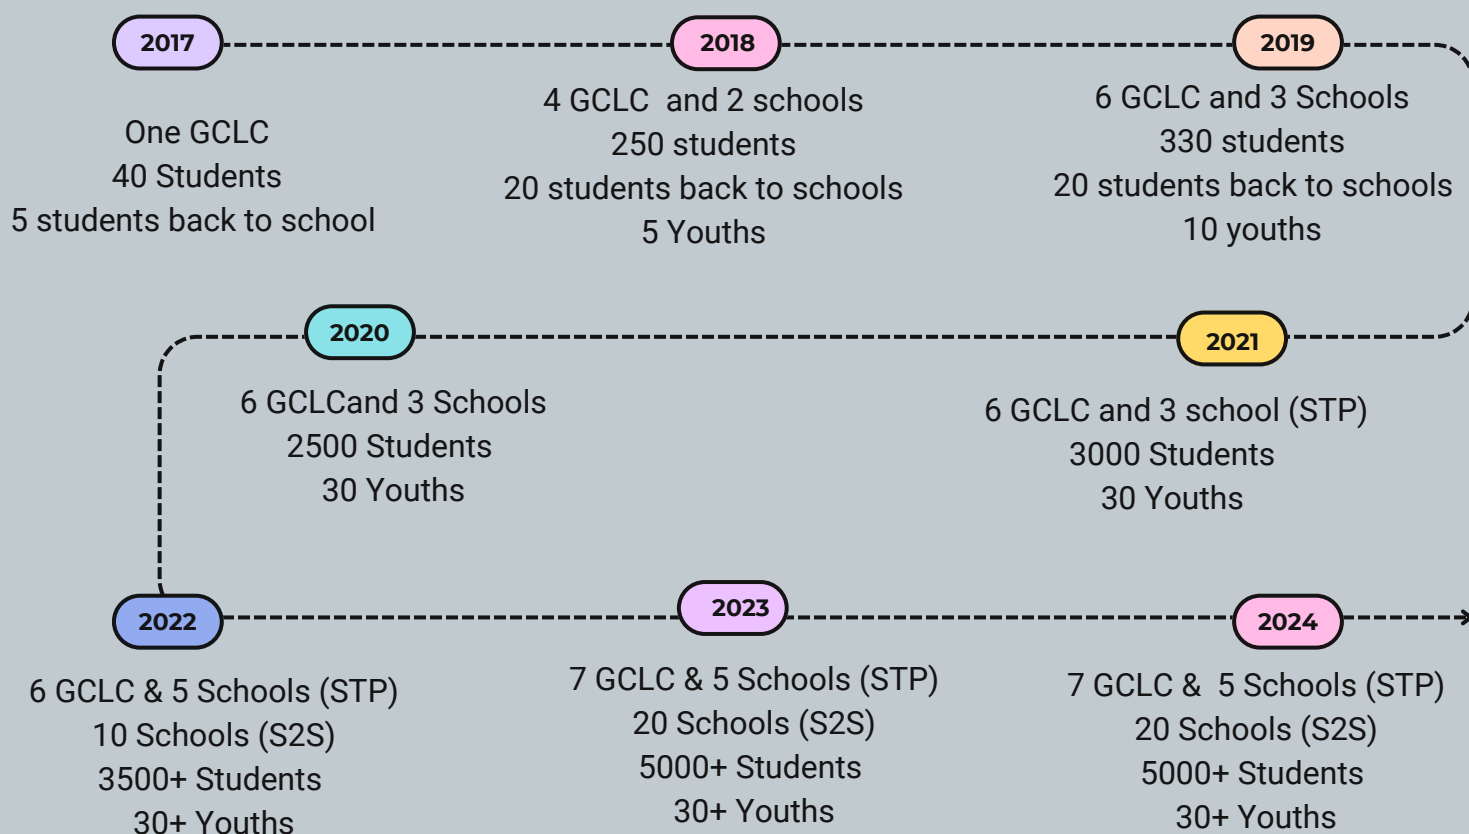 2017
One GCLC
40 Students
5 students back to school
2018
4 GCLC and 2 schools
250 students
20 students back to schools
5 Youths
2019
6 GCLC and 3 Schools
330 students
20 students back to schools
10 youths
2020
6 GCLCand 3 Schools
2500 Students
30 Youths
2021
6 GCLC and 3 school (STP)
3000 Students
30 Youths
2022
6 GCLC & 5 Schools (STP)
10 Schools (S2S)
3500+ Students
30+ Youths
2023
7 GCLC & 5 Schools (STP)
20 Schools (S2S)
5000+ Students
30+ Youths
2024
7 GCLC & 5 Schools (STP)
20 Schools (S2S)
5000+ Students
30+ Youths